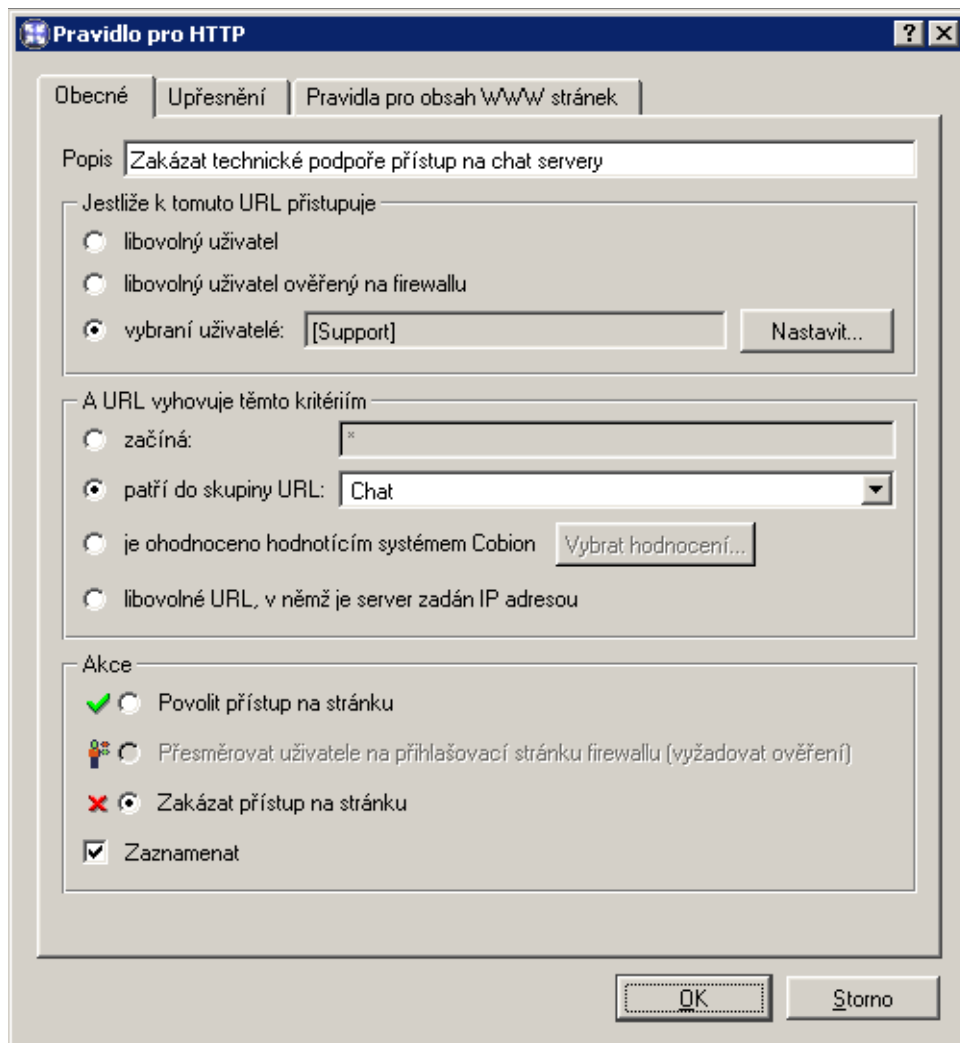 Pravidlo pro HTTP
Obecné Upřesnění Pravidla pro obsah WWW stránek
Popis Zakázat technické podpoře přístup na chat servery
Jestliže k tomuto URL přistupuje
libovolný uživatel
libovolný uživatel ověřený na firewallu
vybraní uživatelé: [Support] Nastavit...
A URL vyhovuje těmto kritériím
začíná: *
patří do skupiny URL: Chat
je ohodnoceno hodnotícím systémem Cobion Vybrat hodnocení...
libovolné URL, v němž je server zadán IP adresou
Akce
Povolit přístup na stránku
Přesměrovat uživatele na přihlašovací stránku firewallu (vyžadovat ověření)
Zakázat přístup na stránku
Zaznamenat
OK Storno